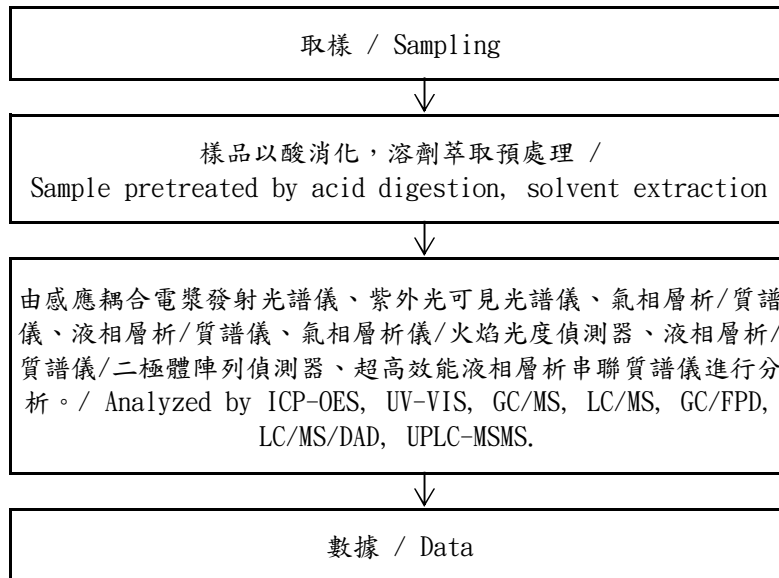 取樣 / Sampling
樣品以酸消化，溶劑萃取預處理 /
Sample pretreated by acid digestion, solvent extraction
由感應耦合電漿發射光譜儀、紫外光可見光譜儀、氣相層析/質譜
儀、液相層析/質譜儀、氣相層析儀/火焰光度偵測器、液相層析/
質譜儀/二極體陣列偵測器、超高效能液相層析串聯質譜儀進行分
析。/ Analyzed by ICP-OES, UV-VIS, GC/MS, LC/MS, GC/FPD,
LC/MS/DAD, UPLC-MSMS.
數據 / Data